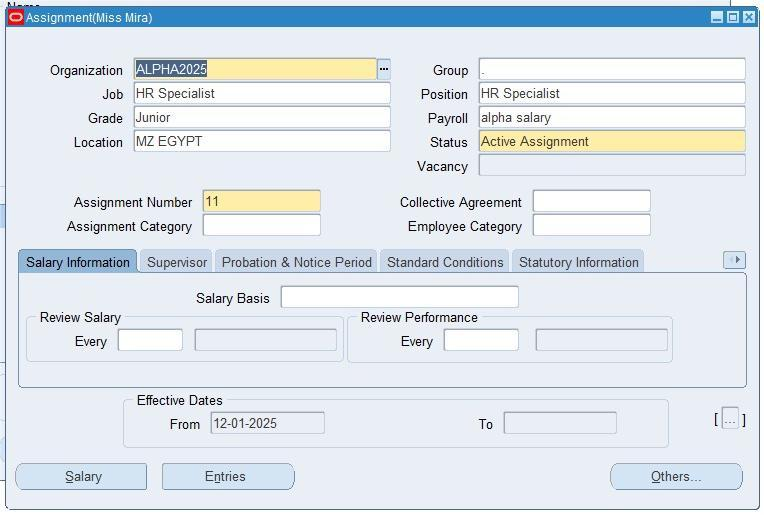 Name
Assignment(Miss Mira)
Organization ALPHA2025 ... Group .
Job HR Specialist Position HR Specialist
Grade Junior Payroll alpha salary
Location MZ EGYPT Status Active Assignment
Vacancy
Assignment Number 11 Collective Agreement
Assignment Category Employee Category
Salary Information Supervisor Probation & Notice Period Standard Conditions Statutory Information
Salary Basis
Review Salary Review Performance
Every Every
Effective Dates
From 12-01-2025 To [ ... ]
Salary Entries Others...